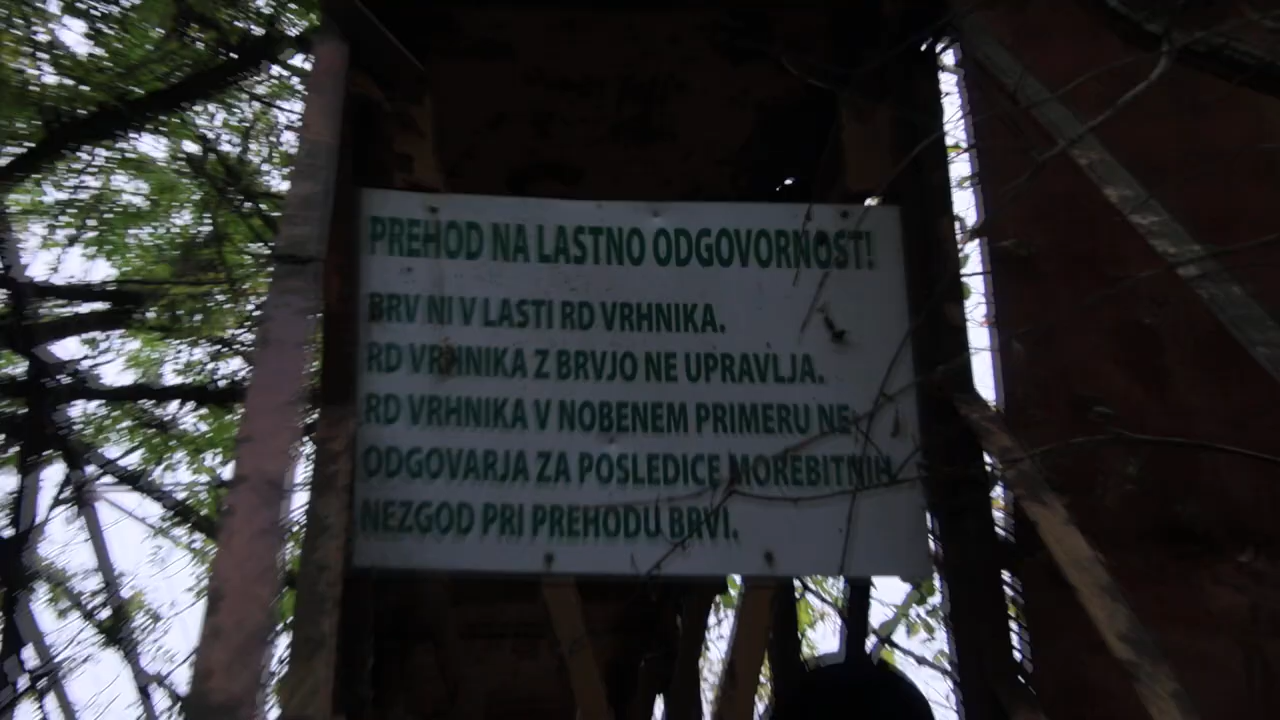 PREHOD NA LASTNO ODGOVORNOST!
BRV NI V LASTI RD VRHNIKA.
RD VRHNIKA Z BRVJO NE UPRAVLJA.
RD VRHNIKA V NOBENEM PRIMERU NE
ODGOVARJA ZA POSLEDICE MOREBITNIH
NEZGOD PRI PREHODU BRVI.